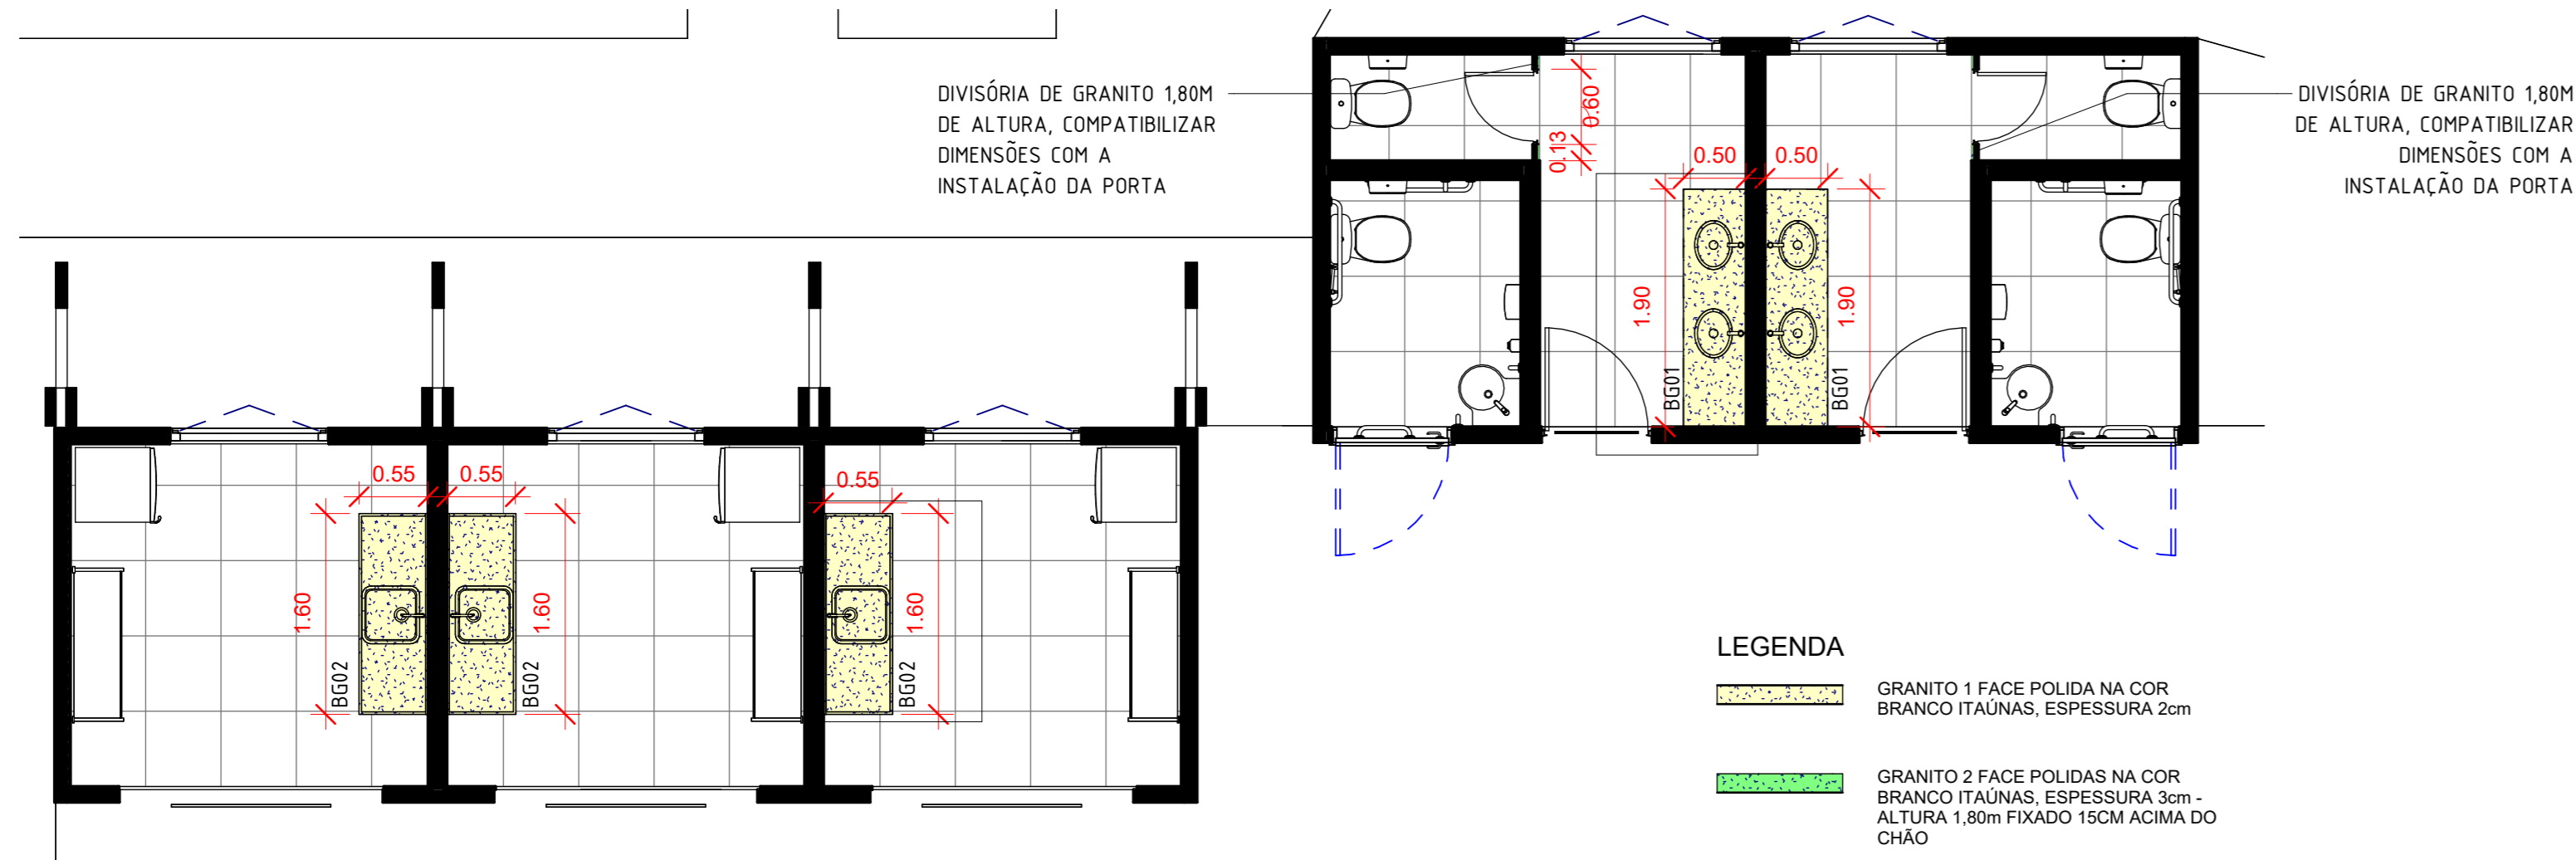 DIVISÓRIA DE GRANITO 1,80M
DE ALTURA, COMPATIBILIZAR
DIMENSÕES COM A
INSTALAÇÃO DA PORTA
0.60
0.13
0.50
0.50
1.90
1.90
BG01
BG01
DIVISÓRIA DE GRANITO 1,80M
DE ALTURA, COMPATIBILIZAR
DIMENSÕES COM A
INSTALAÇÃO DA PORTA
0.55
0.55
0.55
1.60
1.60
1.60
BG02
BG02
BG02
LEGENDA
GRANITO 1 FACE POLIDA NA COR
BRANCO ITAÚNAS, ESPESSURA 2cm
GRANITO 2 FACE POLIDAS NA COR
BRANCO ITAÚNAS, ESPESSURA 3cm -
ALTURA 1,80m FIXADO 15CM ACIMA DO
CHÃO